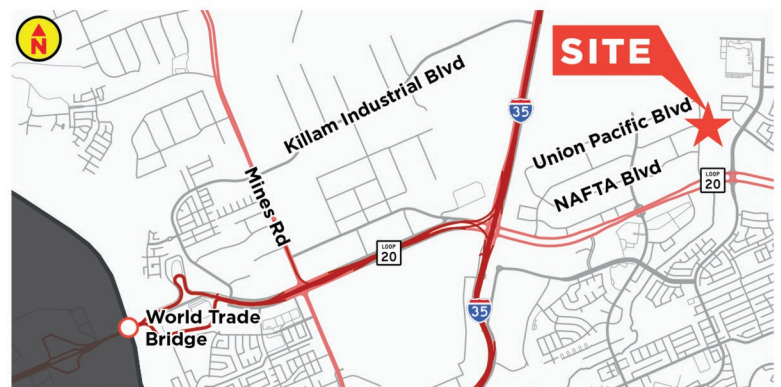 N
SITE
Killam Industrial Blvd
35
Union Pacific Blvd
NAFTA Blvd
Mines Rd
LOOP
20
LOOP
20
35
World Trade
Bridge